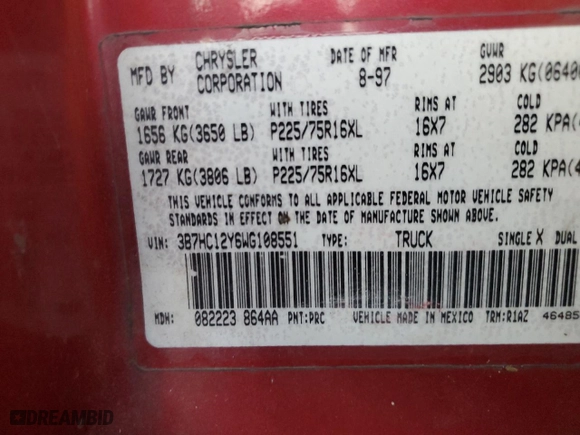 MFD BY CHRYSLER CORPORATION DATE OF MFR 8-97 GVWR 2903 KG(0640
GAWR FRONT WITH TIRES RIMS AT COLD
1656 KG(3650 LB) P225/75R16XL 16X7 282 KPA(4
GAWR REAR WITH TIRES RIMS AT COLD
1727 KG(3806 LB) P225/75R16XL 16X7 282 KPA(4
THIS VEHICLE CONFORMS TO ALL APPLICABLE FEDERAL MOTOR VEHICLE SAFETY
STANDARDS IN EFFECT ON THE DATE OF MANUFACTURE SHOWN ABOVE.
VIN: 3B7HC12Y6WG108551 TYPE: TRUCK SINGLE X DUAL
MDH: 082223 864AA PNT:PRC VEHICLE MADE IN MEXICO TRM:R1AZ 46485
DREAMBID